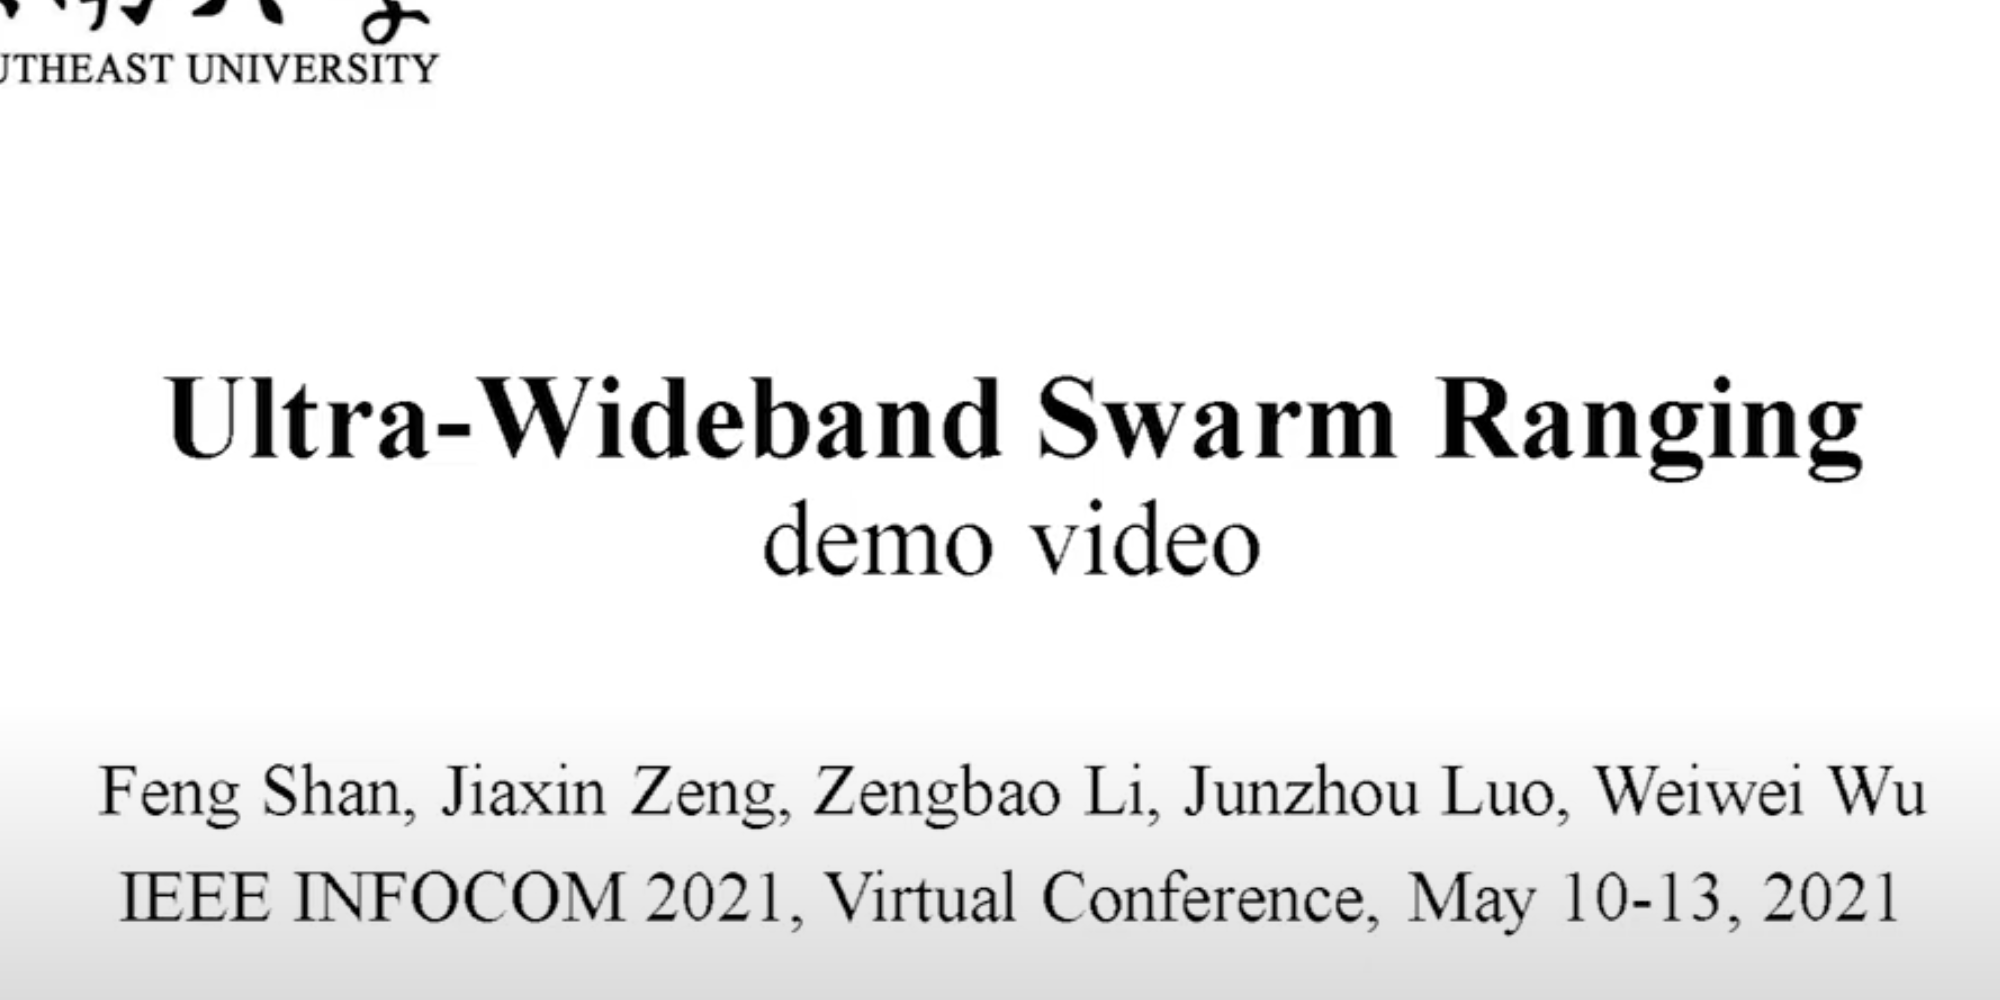 UTHEAST UNIVERSITY
Ultra-Wideband Swarm Ranging
demo video
Feng Shan, Jiaxin Zeng, Zengbao Li, Junzhou Luo, Weiwei Wu
IEEE INFOCOM 2021, Virtual Conference, May 10-13, 2021